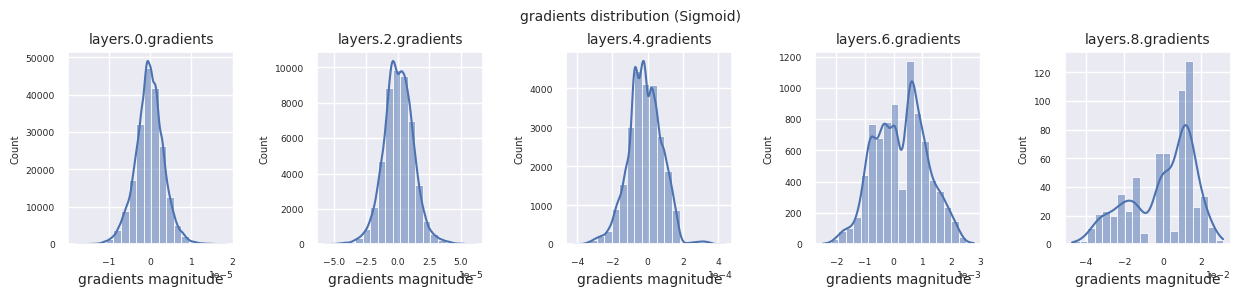 gradients distribution (Sigmoid)
layers.0.gradients
50000
40000
30000
20000
10000
0
Count
−1 0 1 2
1e−5
gradients magnitude
layers.2.gradients
10000
8000
6000
4000
2000
0
Count
−5.0 −2.5 0.0 2.5 5.0
1e−5
gradients magnitude
layers.4.gradients
4000
3000
2000
1000
0
Count
−4 −2 0 2 4
1e−4
gradients magnitude
layers.6.gradients
1200
1000
800
600
400
200
0
Count
−2 −1 0 1 2 3
1e−3
gradients magnitude
layers.8.gradients
120
100
80
60
40
20
0
Count
−4 −2 0 2
1e−2
gradients magnitude